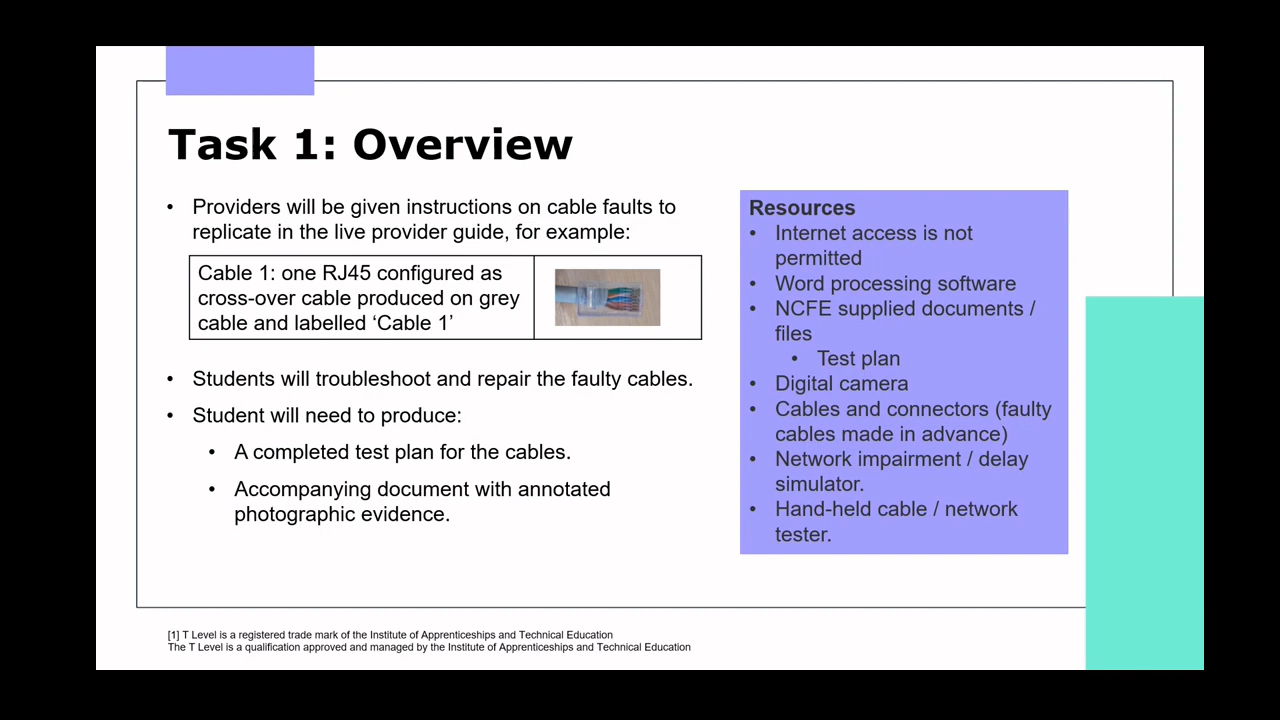 Task 1: Overview
• Providers will be given instructions on cable faults to
replicate in the live provider guide, for example:
Cable 1: one RJ45 configured as
cross-over cable produced on grey
cable and labelled ‘Cable 1’
• Students will troubleshoot and repair the faulty cables.
• Student will need to produce:
• A completed test plan for the cables.
• Accompanying document with annotated
photographic evidence.
Resources
• Internet access is not
permitted
• Word processing software
• NCFE supplied documents /
files
• Test plan
• Digital camera
• Cables and connectors (faulty
cables made in advance)
• Network impairment / delay
simulator.
• Hand-held cable / network
tester.
[1] T Level is a registered trade mark of the Institute of Apprenticeships and Technical Education
The T Level is a qualification approved and managed by the Institute of Apprenticeships and Technical Education